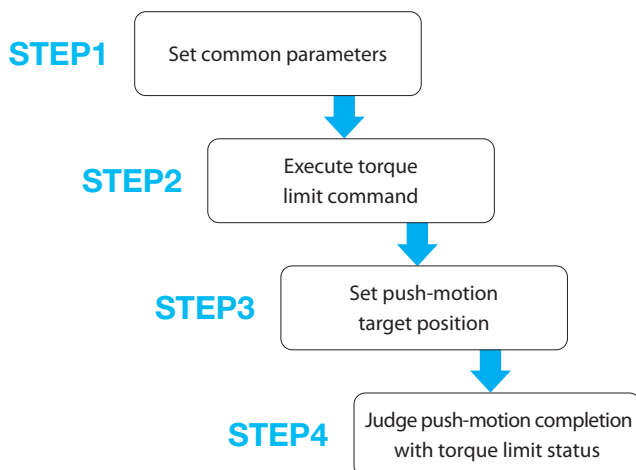 STEP1
Set common parameters
STEP2
Execute torque
limit command
STEP3
Set push-motion
target position
STEP4
Judge push-motion completion
with torque limit status